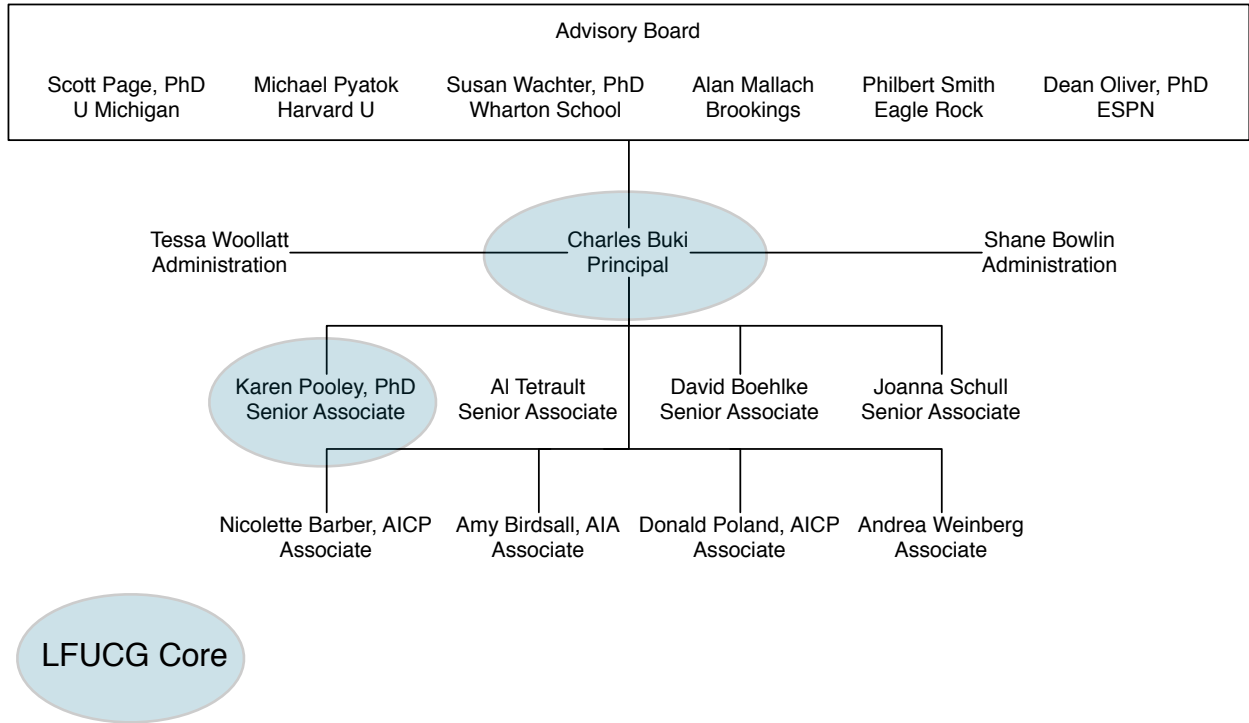 Advisory Board
Scott Page, PhD
U Michigan
Michael Pyatok
Harvard U
Susan Wachter, PhD
Wharton School
Alan Mallach
Brookings
Philbert Smith
Eagle Rock
Dean Oliver, PhD
ESPN
Tessa Woollatt
Administration
Charles Buki
Principal
Shane Bowlin
Administration
Karen Pooley, PhD
Senior Associate
Al Tetrault
Senior Associate
David Boehlke
Senior Associate
Joanna Schull
Senior Associate
Nicolette Barber, AICP
Associate
Amy Birdsall, AIA
Associate
Donald Poland, AICP
Associate
Andrea Weinberg
Associate
LFUCG Core